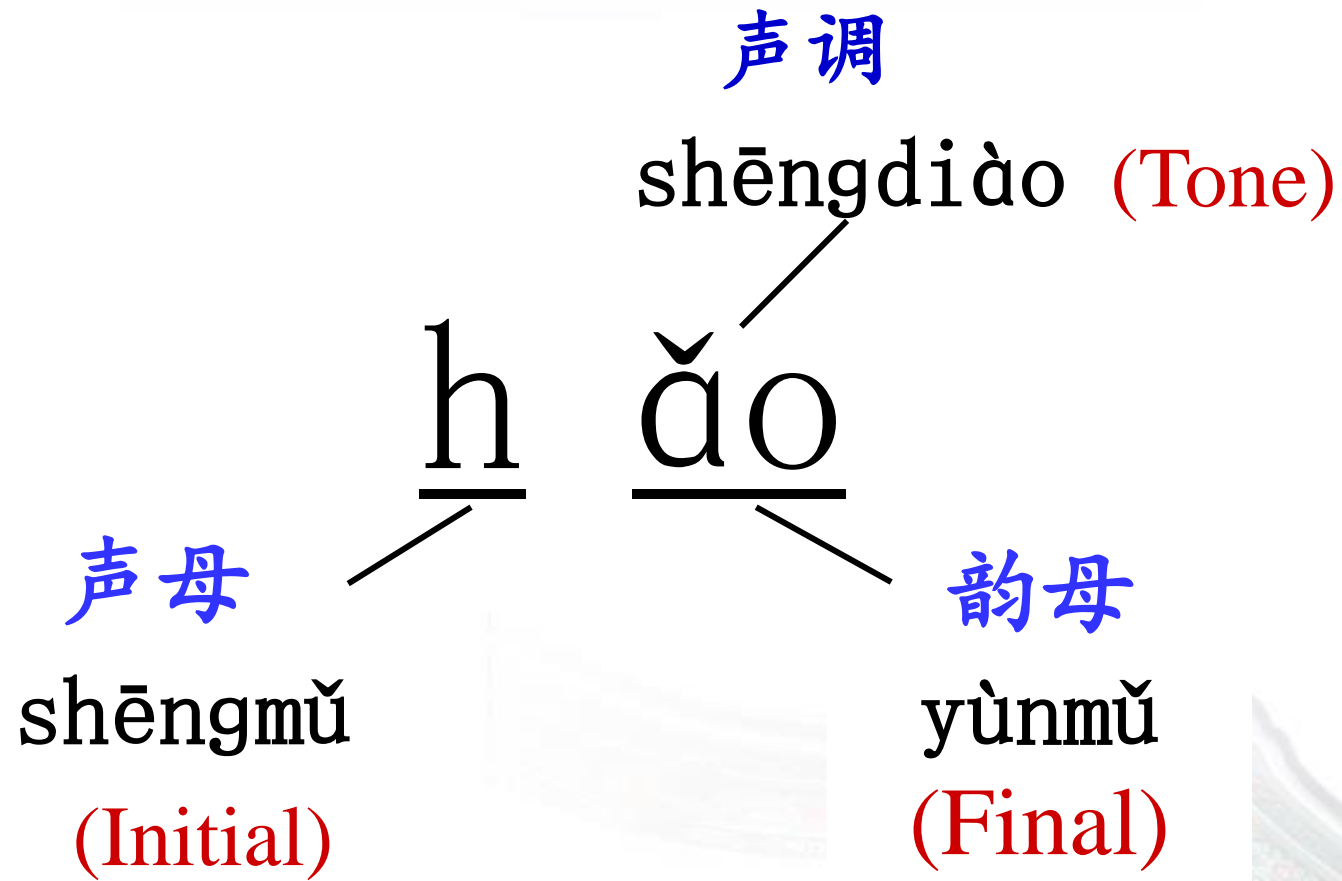 声调
shēngdiào (Tone)
h ǎo
声母
shēngmǔ
(Initial)
韵母
yùnmǔ
(Final)